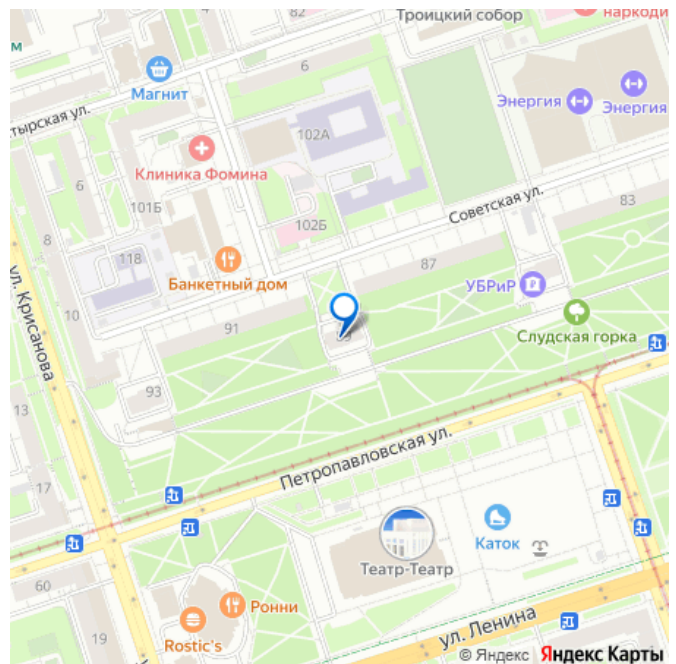 Троицкий собор
наркоди
82
м
6
Магнит
Энергия
Энергия
тырская ул.
102А
Клиника Фомина
6
101Б
Советская ул.
83
102Б
8
118
87
Банкетный дом
УБРиР
ул. Крисанова
10
91
Слудская горка
93
13
Петропавловская ул.
17
Каток
Театр-Театр
60
Ронни
19
Rostic's
ул. Ленина
© Яндекс Яндекс Карты